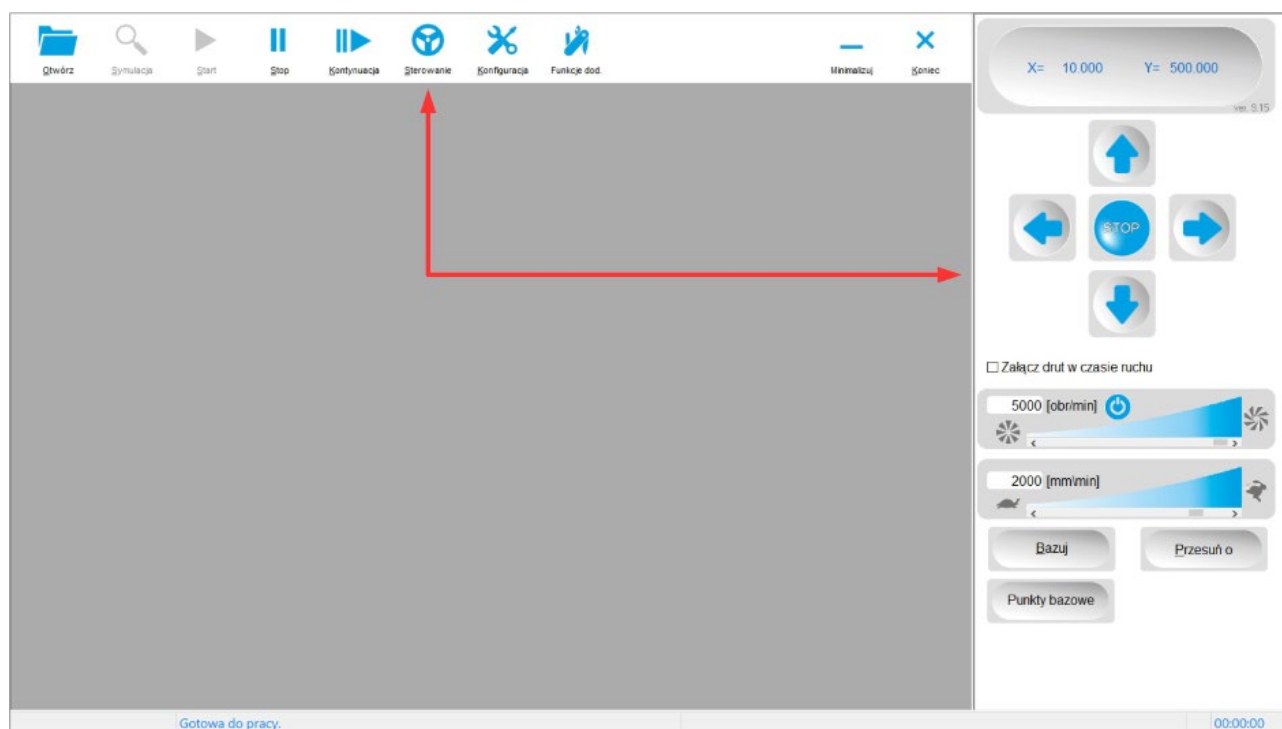 Otwórz
Symulacja
Start
Stop
Kontynuacja
Sterowanie
Konfiguracja
Funkcje dod.
Minimalizuj
Koniec
X= 10.000 Y= 500.000
ver. 5.15
STOP
Załącz drut w czasie ruchu
5000 [obr/min]
2000 [mm\min]
Bazuj
Przesuń o
Punkty bazowe
Gotowa do pracy.
00:00:00